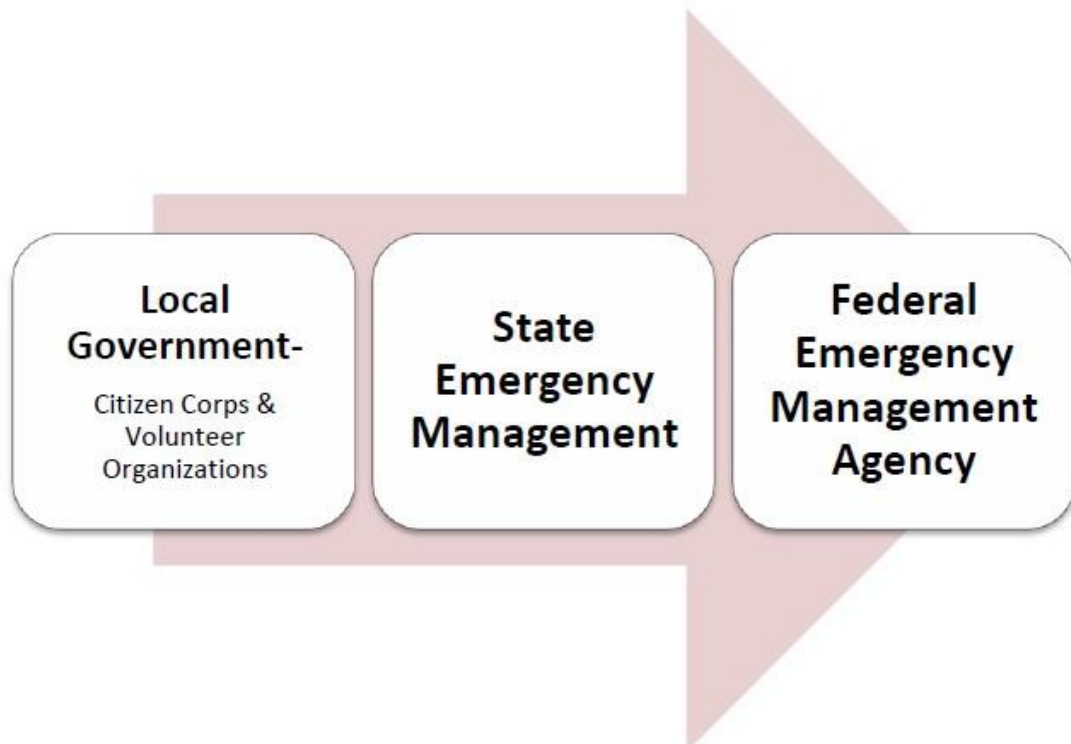 Local
Government-
Citizen Corps &
Volunteer
Organizations
State
Emergency
Management
Federal
Emergency
Management
Agency